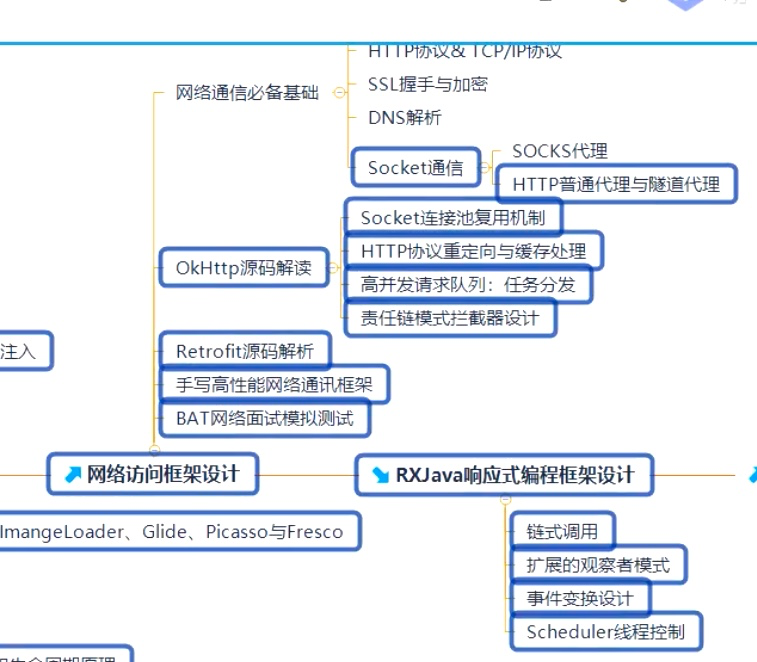 HTTP协议& TCP/IP协议
网络通信必备基础
SSL握手与加密
DNS解析
SOCKS代理
Socket通信
HTTP普通代理与隧道代理
Socket连接池复用机制
HTTP协议重定向与缓存处理
OkHttp源码解读
高并发请求队列：任务分发
责任链模式拦截器设计
注入
Retrofit源码解析
手写高性能网络通讯框架
BAT网络面试模拟测试
网络访问框架设计
RXJava响应式编程框架设计
ImangeLoader、Glide、Picasso与Fresco
链式调用
扩展的观察者模式
事件变换设计
Scheduler线程控制